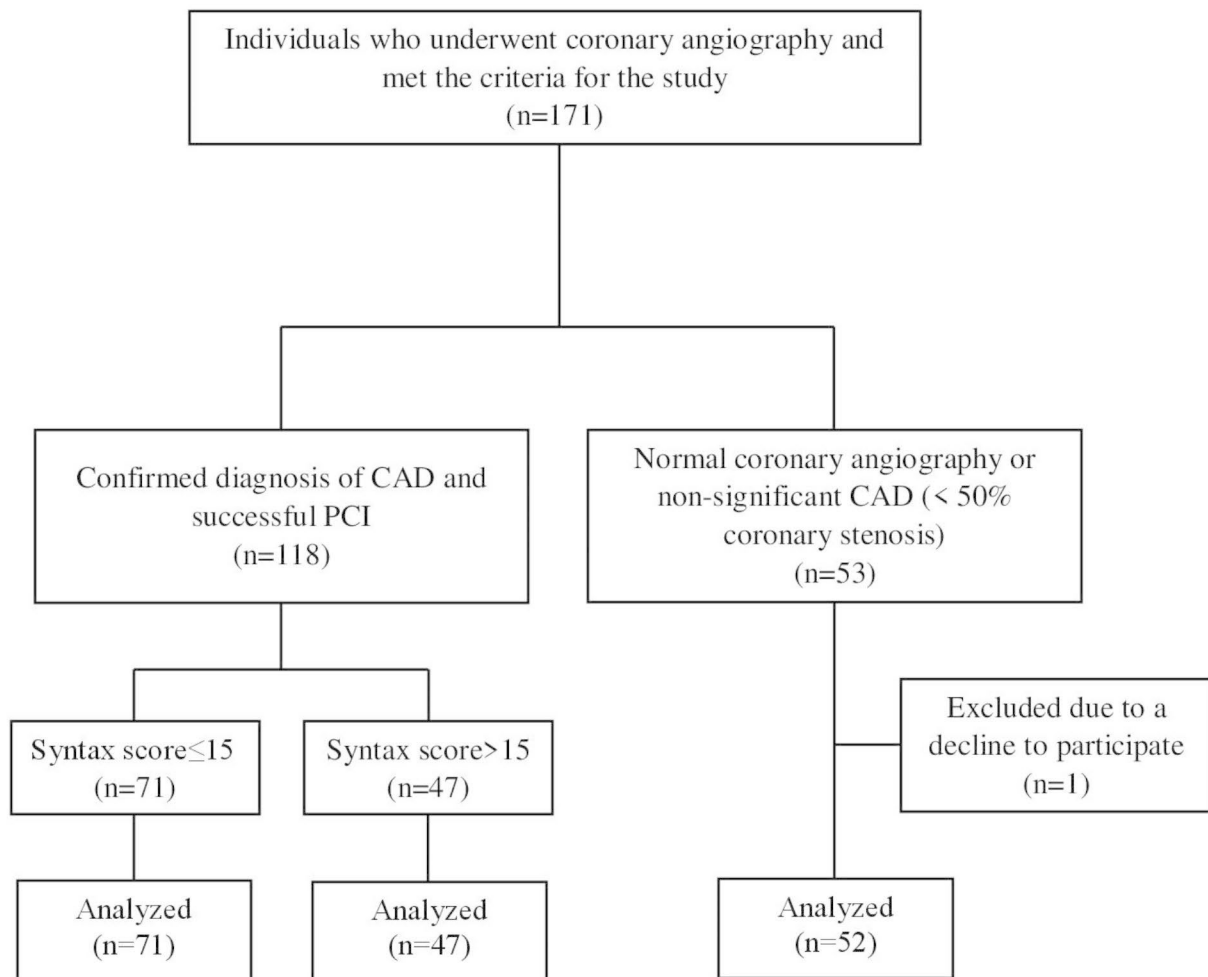 Individuals who underwent coronary angiography and
met the criteria for the study
(n=171)
Confirmed diagnosis of CAD and
successful PCI
(n=118)
Normal coronary angiography or
non-significant CAD (< 50%
coronary stenosis)
(n=53)
Syntax score≤15
(n=71)
Syntax score>15
(n=47)
Excluded due to a
decline to participate
(n=1)
Analyzed
(n=71)
Analyzed
(n=47)
Analyzed
(n=52)